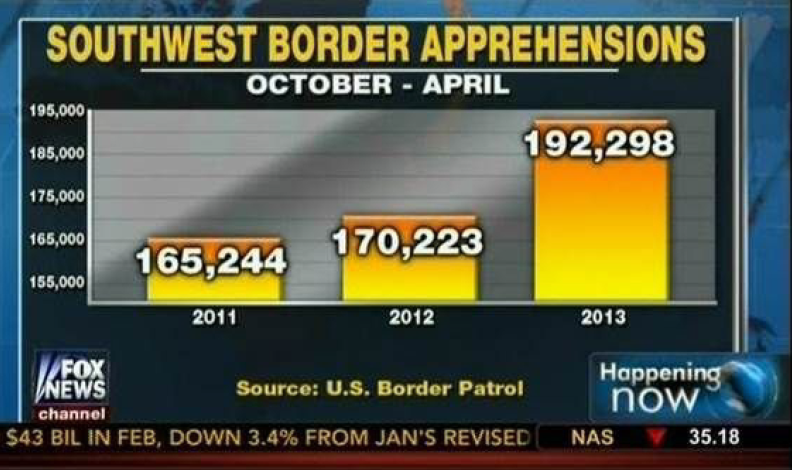 SOUTHWEST BORDER APPREHENSIONS
OCTOBER - APRIL
195,000
185,000
175,000
165,000
155,000
165,244
170,223
192,298
2011
2012
2013
FOX
NEWS
channel
Source: U.S. Border Patrol
Happening
now
$43 BIL IN FEB, DOWN 3.4% FROM JAN'S REVISED
NAS 35.18